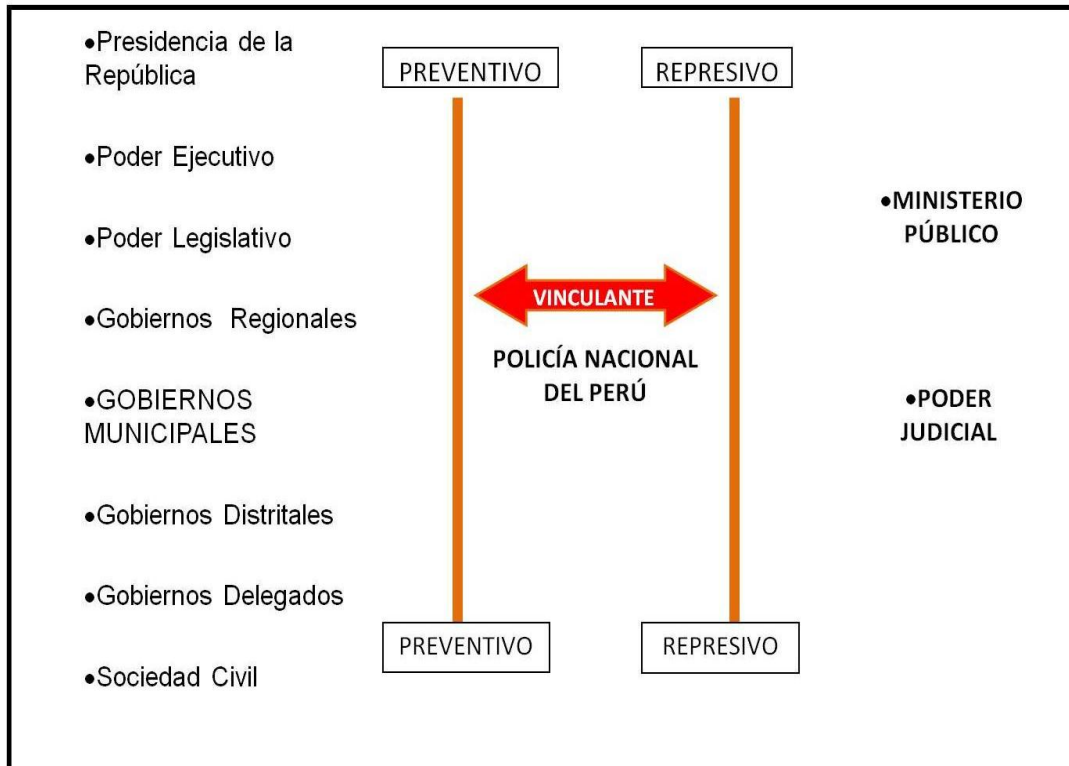 •Presidencia de la
República
•Poder Ejecutivo
•Poder Legislativo
•Gobiernos Regionales
•GOBIERNOS
MUNICIPALES
•Gobiernos Distritales
•Gobiernos Delegados
•Sociedad Civil
PREVENTIVO
REPRESIVO
VINCULANTE
POLICÍA NACIONAL
DEL PERÚ
PREVENTIVO
REPRESIVO
•MINISTERIO
PÚBLICO
•PODER
JUDICIAL